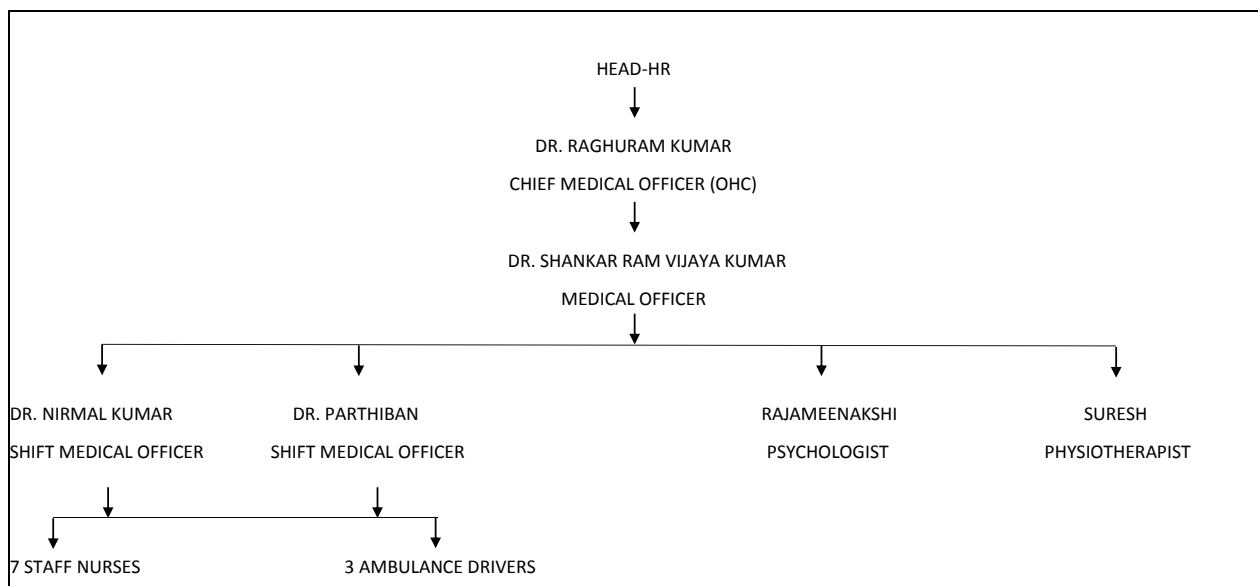 HEAD-HR
DR. RAGHURAM KUMAR
CHIEF MEDICAL OFFICER (OHC)
DR. SHANKAR RAM VIJAYA KUMAR
MEDICAL OFFICER
DR. NIRMAL KUMAR
SHIFT MEDICAL OFFICER
DR. PARTHIBAN
SHIFT MEDICAL OFFICER
RAJAMEENAKSHI
PSYCHOLOGIST
SURESH
PHYSIOTHERAPIST
7 STAFF NURSES
3 AMBULANCE DRIVERS